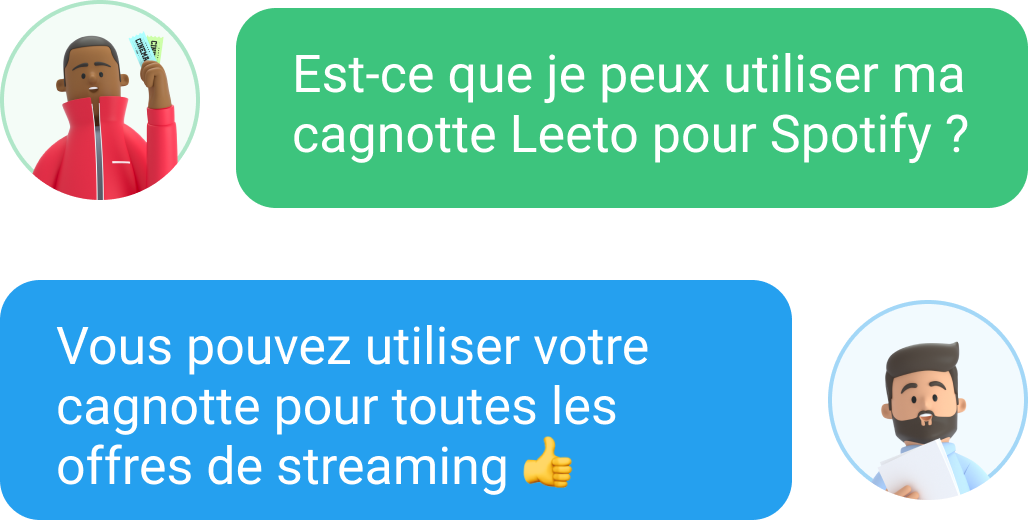 CINEMA
Est-ce que je peux utiliser ma
cagnotte Leeto pour Spotify ?
Vous pouvez utiliser votre
cagnotte pour toutes les
offres de streaming 👍